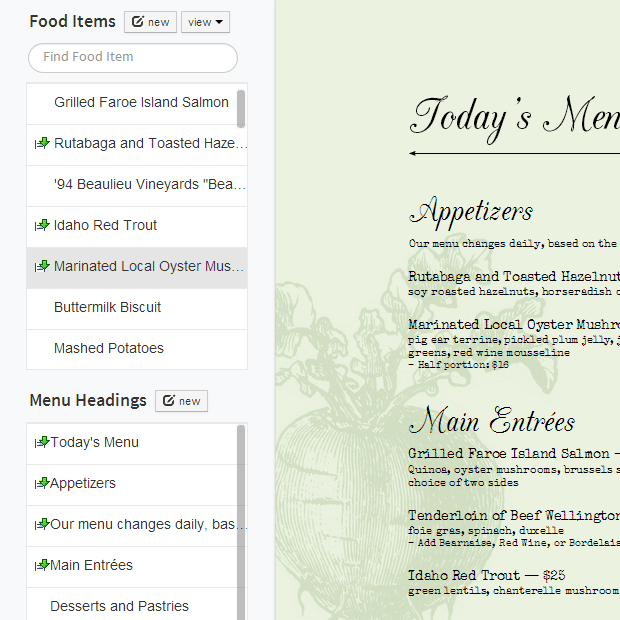 Food Items
new
view
Find Food Item
Grilled Faroe Island Salmon
Rutabaga and Toasted Haze...
'94 Beaulieu Vineyards "Bea...
Idaho Red Trout
Marinated Local Oyster Mus...
Buttermilk Biscuit
Mashed Potatoes
Menu Headings
new
Today's Menu
Appetizers
Our menu changes daily, bas...
Main Entrées
Desserts and Pastries
Today's Men
Appetizers
Our menu changes daily, based on the
Rutabaga and Toasted Hazelnut
soy roasted hazelnuts, horseradish
Marinated Local Oyster Mushro
pig ear terrine, pickled plum jelly,
greens, red wine mousseline
- Half portion: $16
Main Entrées
Grilled Faroe Island Salmon —
Quinoa, oyster mushrooms, brussels s
choice of two sides
Tenderloin of Beef Wellington
foie gras, spinach, duxelle
- Add Bearnaise, Red Wine, or Bordelais
Idaho Red Trout — $25
green lentils, chanterelle mushroom